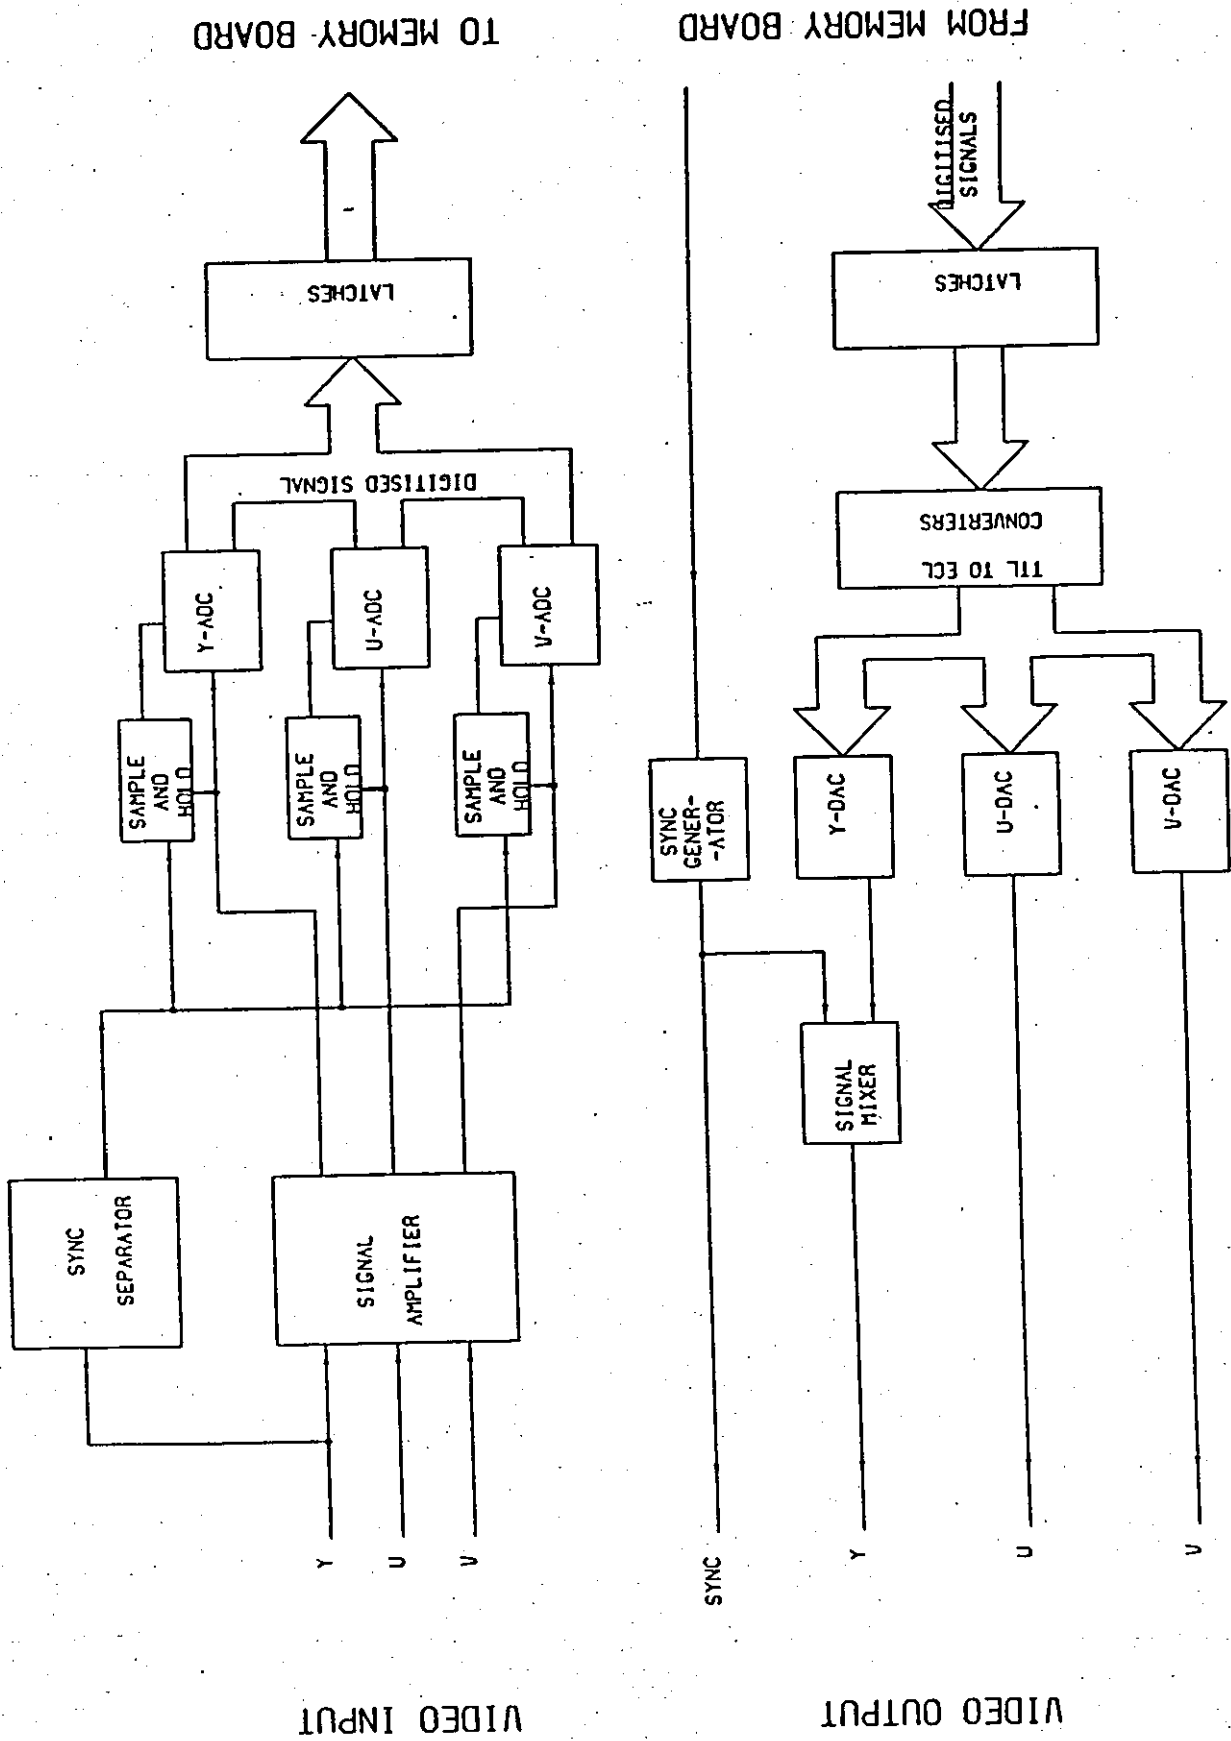 VIDEO INPUT
Y
U
V
SYNC
SEPARATOR
SIGNAL
AMPLIFIER
SAMPLE
AND
HOLD
SAMPLE
AND
HOLD
SAMPLE
AND
HOLD
Y-ADC
U-ADC
V-ADC
DIGITISED SIGNAL
LATCHES
TO MEMORY BOARD
VIDEO OUTPUT
SYNC
Y
U
V
SIGNAL
MIXER
SYNC
GENER-
-ATOR
Y-DAC
U-DAC
V-DAC
TTL TO ECL
CONVERTERS
LATCHES
DIGITISED
SIGNALS
FROM MEMORY BOARD